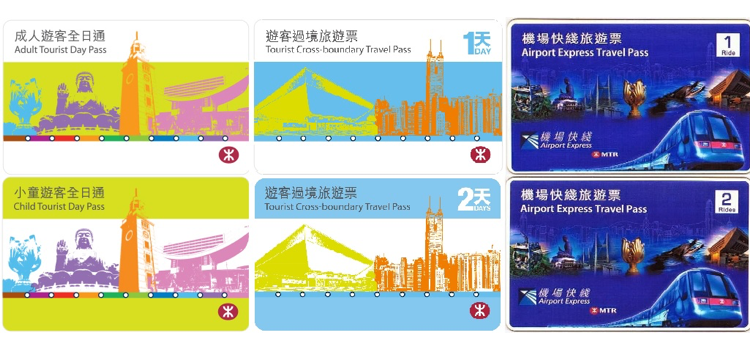 成人遊客全日通
Adult Tourist Day Pass
遊客過境旅遊票
Tourist Cross-boundary Travel Pass
1天
DAY
機場快綫旅遊票
Airport Express Travel Pass
1
Ride
機場快綫
Airport Express
MTR
小童遊客全日通
Child Tourist Day Pass
遊客過境旅遊票
Tourist Cross-boundary Travel Pass
2天
DAYS
機場快綫旅遊票
Airport Express Travel Pass
2
Rides
機場快綫
Airport Express
MTR